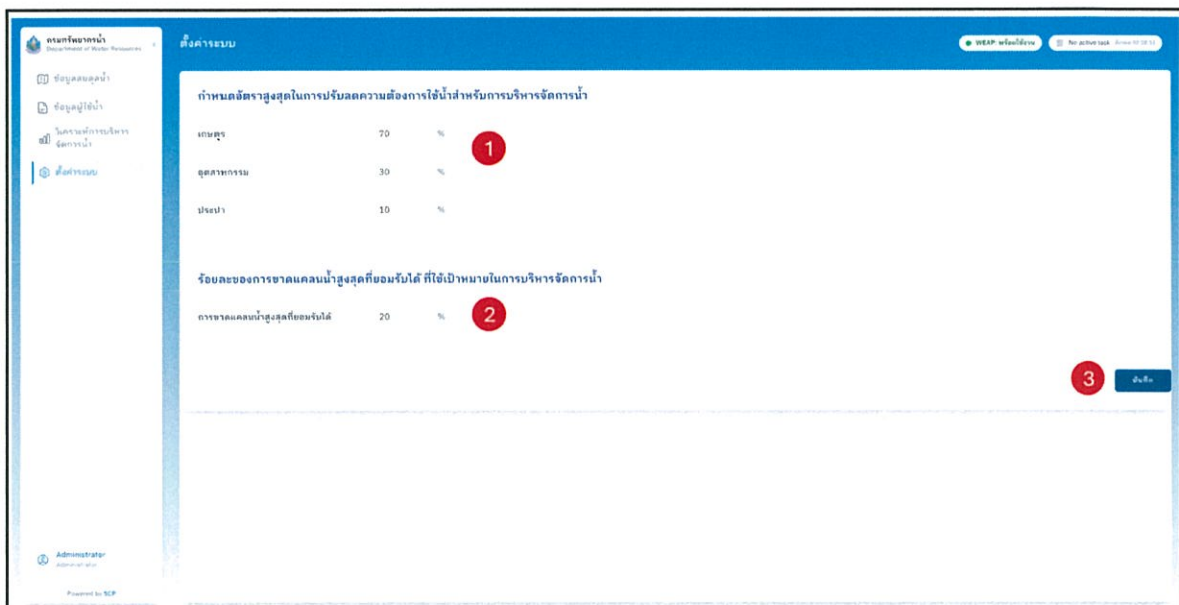 กรมทรัพยากรน้ำ
Department of Water Resources
ข้อมูลสมดุลน้ำ
ข้อมูลผู้ใช้น้ำ
วิเคราะห์การบริหาร
จัดการน้ำ
ตั้งค่าระบบ
Administrator
Administrator
Powered by SCP
ตั้งค่าระบบ
WEAP: พร้อมใช้งาน
No active task
กำหนดอัตราสูงสุดในการปรับลดความต้องการใช้น้ำสำหรับการบริหารจัดการน้ำ
เกษตร 70 %
1
อุตสาหกรรม 30 %
ประปา 10 %
ร้อยละของการขาดแคลนน้ำสูงสุดที่ยอมรับได้ ที่ใช้เป้าหมายในการบริหารจัดการน้ำ
การขาดแคลนน้ำสูงสุดที่ยอมรับได้ 20 % 2
3 บันทึก